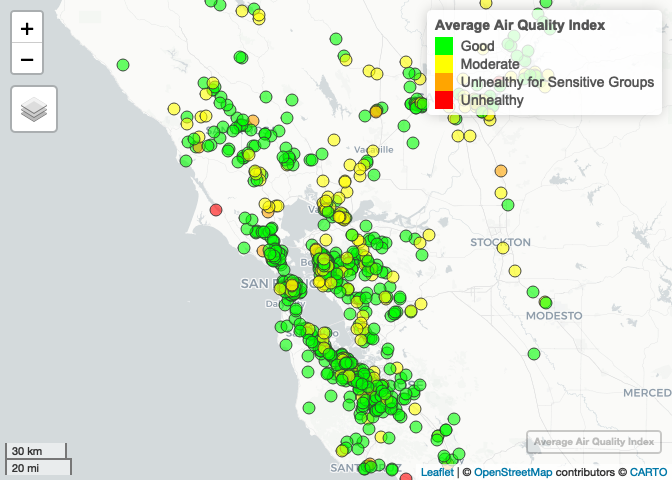 +
−
Average Air Quality Index
Good
Moderate
Unhealthy for Sensitive Groups
Unhealthy
Vacaville
STOCKTON
SAN
MODESTO
MERCED
Average Air Quality Index
30 km
20 mi
Leaflet | © OpenStreetMap contributors © CARTO